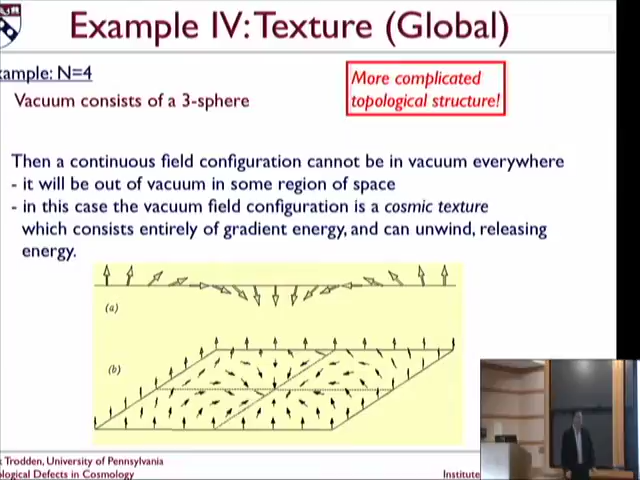 Example IV: Texture (Global)
xample: N=4
More complicated
topological structure!
Vacuum consists of a 3-sphere
Then a continuous field configuration cannot be in vacuum everywhere
- it will be out of vacuum in some region of space
- in this case the vacuum field configuration is a cosmic texture
which consists entirely of gradient energy, and can unwind, releasing
energy.
(a)
(b)
k Trodden, University of Pennsylvania
ological Defects in Cosmology
Institute